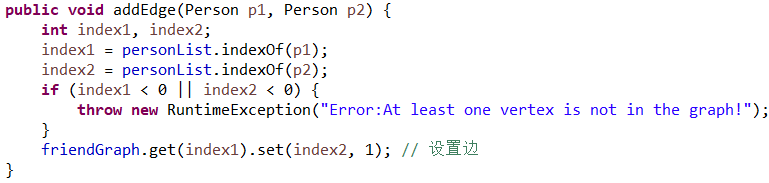 public void addEdge(Person p1, Person p2) {
    int index1, index2;
    index1 = personList.indexOf(p1);
    index2 = personList.indexOf(p2);
    if (index1 < 0 || index2 < 0) {
        throw new RuntimeException("Error:At least one vertex is not in the graph!");
    }
    friendGraph.get(index1).set(index2, 1); // 设置边
}